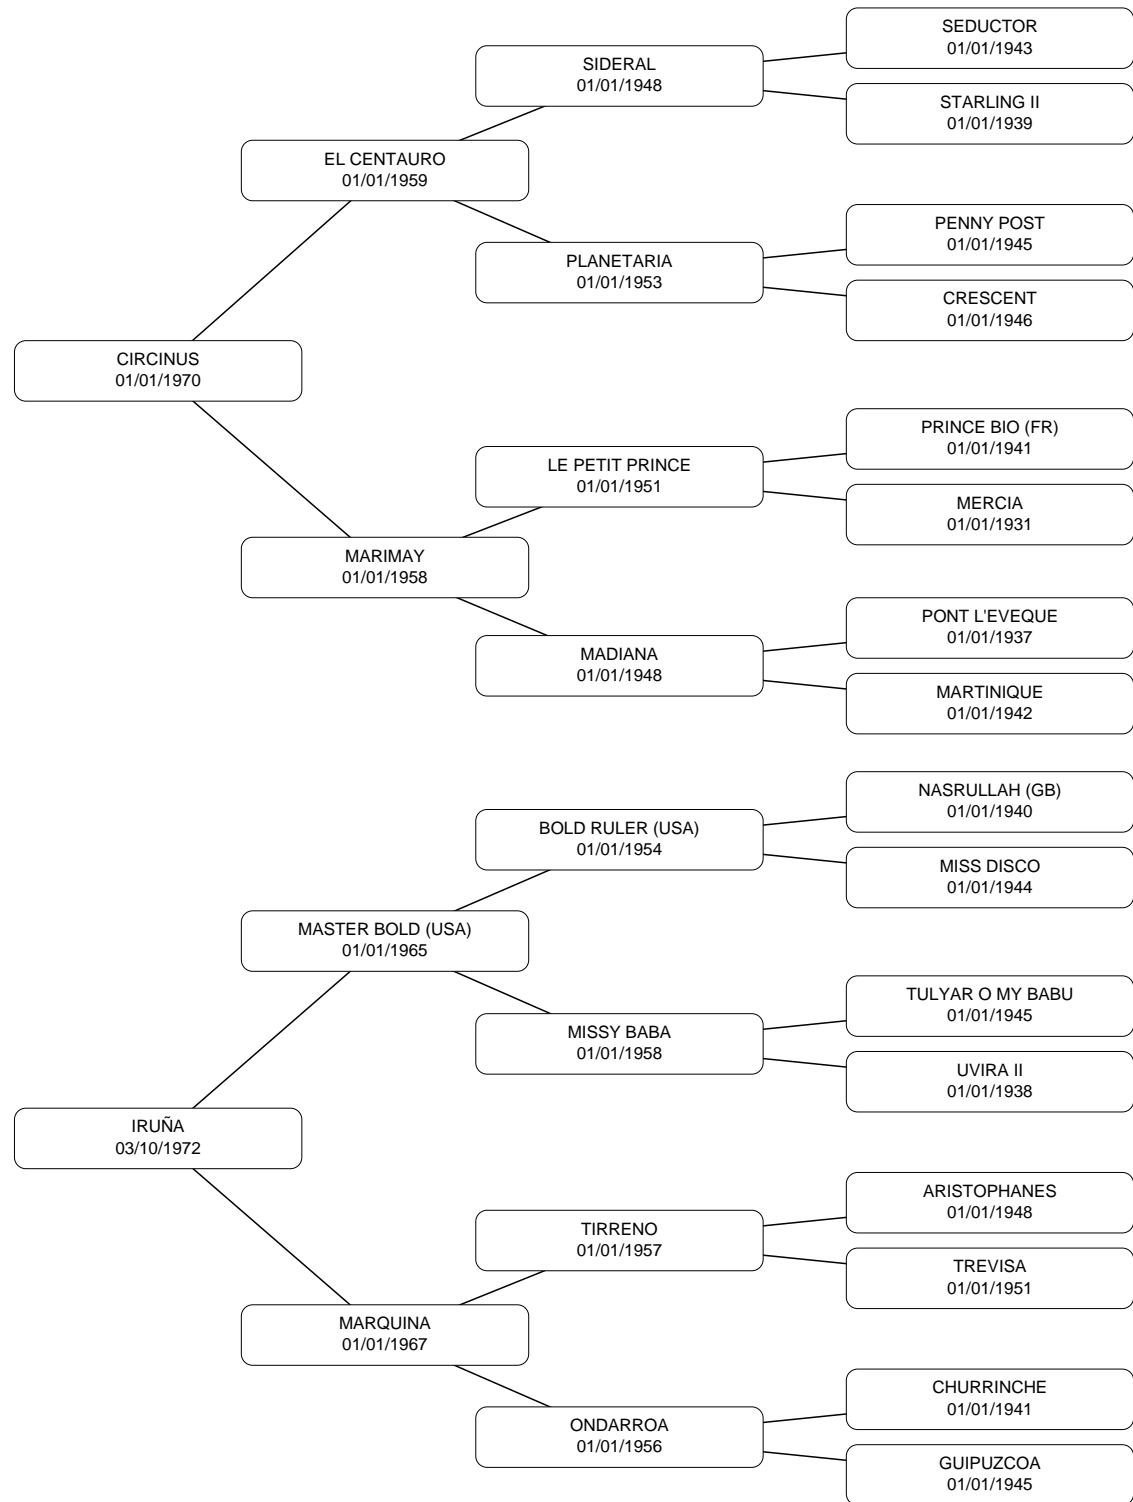 SEDUCTOR
01/01/1943
SIDERAL
01/01/1948
STARLING II
01/01/1939
EL CENTAURO
01/01/1959
PENNY POST
01/01/1945
PLANETARIA
01/01/1953
CRESCENT
01/01/1946
CIRCINUS
01/01/1970
PRINCE BIO (FR)
01/01/1941
LE PETIT PRINCE
01/01/1951
MERCIA
01/01/1931
MARIMAY
01/01/1958
PONT L'EVEQUE
01/01/1937
MADIANA
01/01/1948
MARTINIQUE
01/01/1942
NASRULLAH (GB)
01/01/1940
BOLD RULER (USA)
01/01/1954
MISS DISCO
01/01/1944
MASTER BOLD (USA)
01/01/1965
TULYAR O MY BABU
01/01/1945
MISSY BABA
01/01/1958
UVIRA II
01/01/1938
IRUÑA
03/10/1972
ARISTOPHANES
01/01/1948
TIRRENO
01/01/1957
TREVISA
01/01/1951
MARQUINA
01/01/1967
CHURRINCHE
01/01/1941
ONDARROA
01/01/1956
GUIPUZCOA
01/01/1945